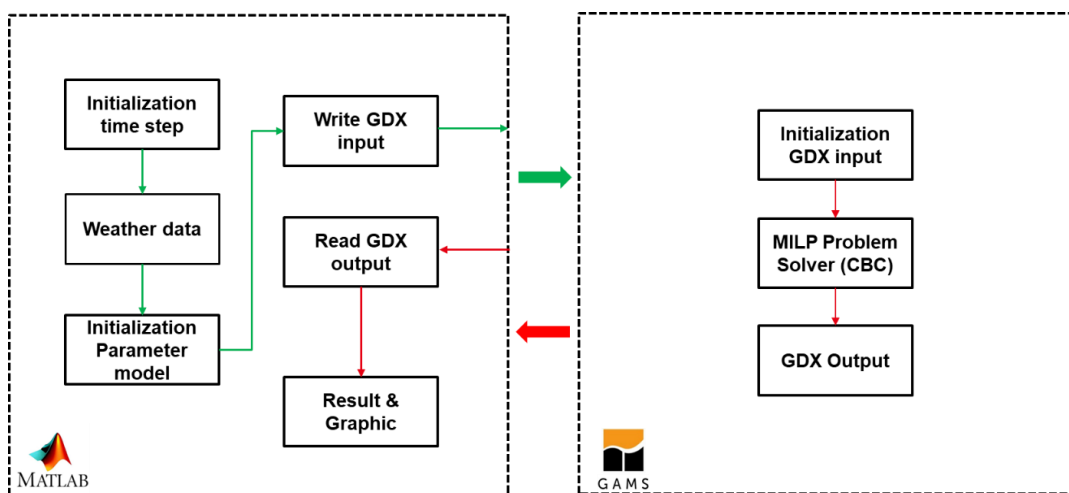 Initialization
time step
Weather data
Initialization
Parameter
model
Write GDX
input
Read GDX
output
Result &
Graphic
MATLAB
Initialization
GDX input
MILP Problem
Solver (CBC)
GDX Output
GAMS